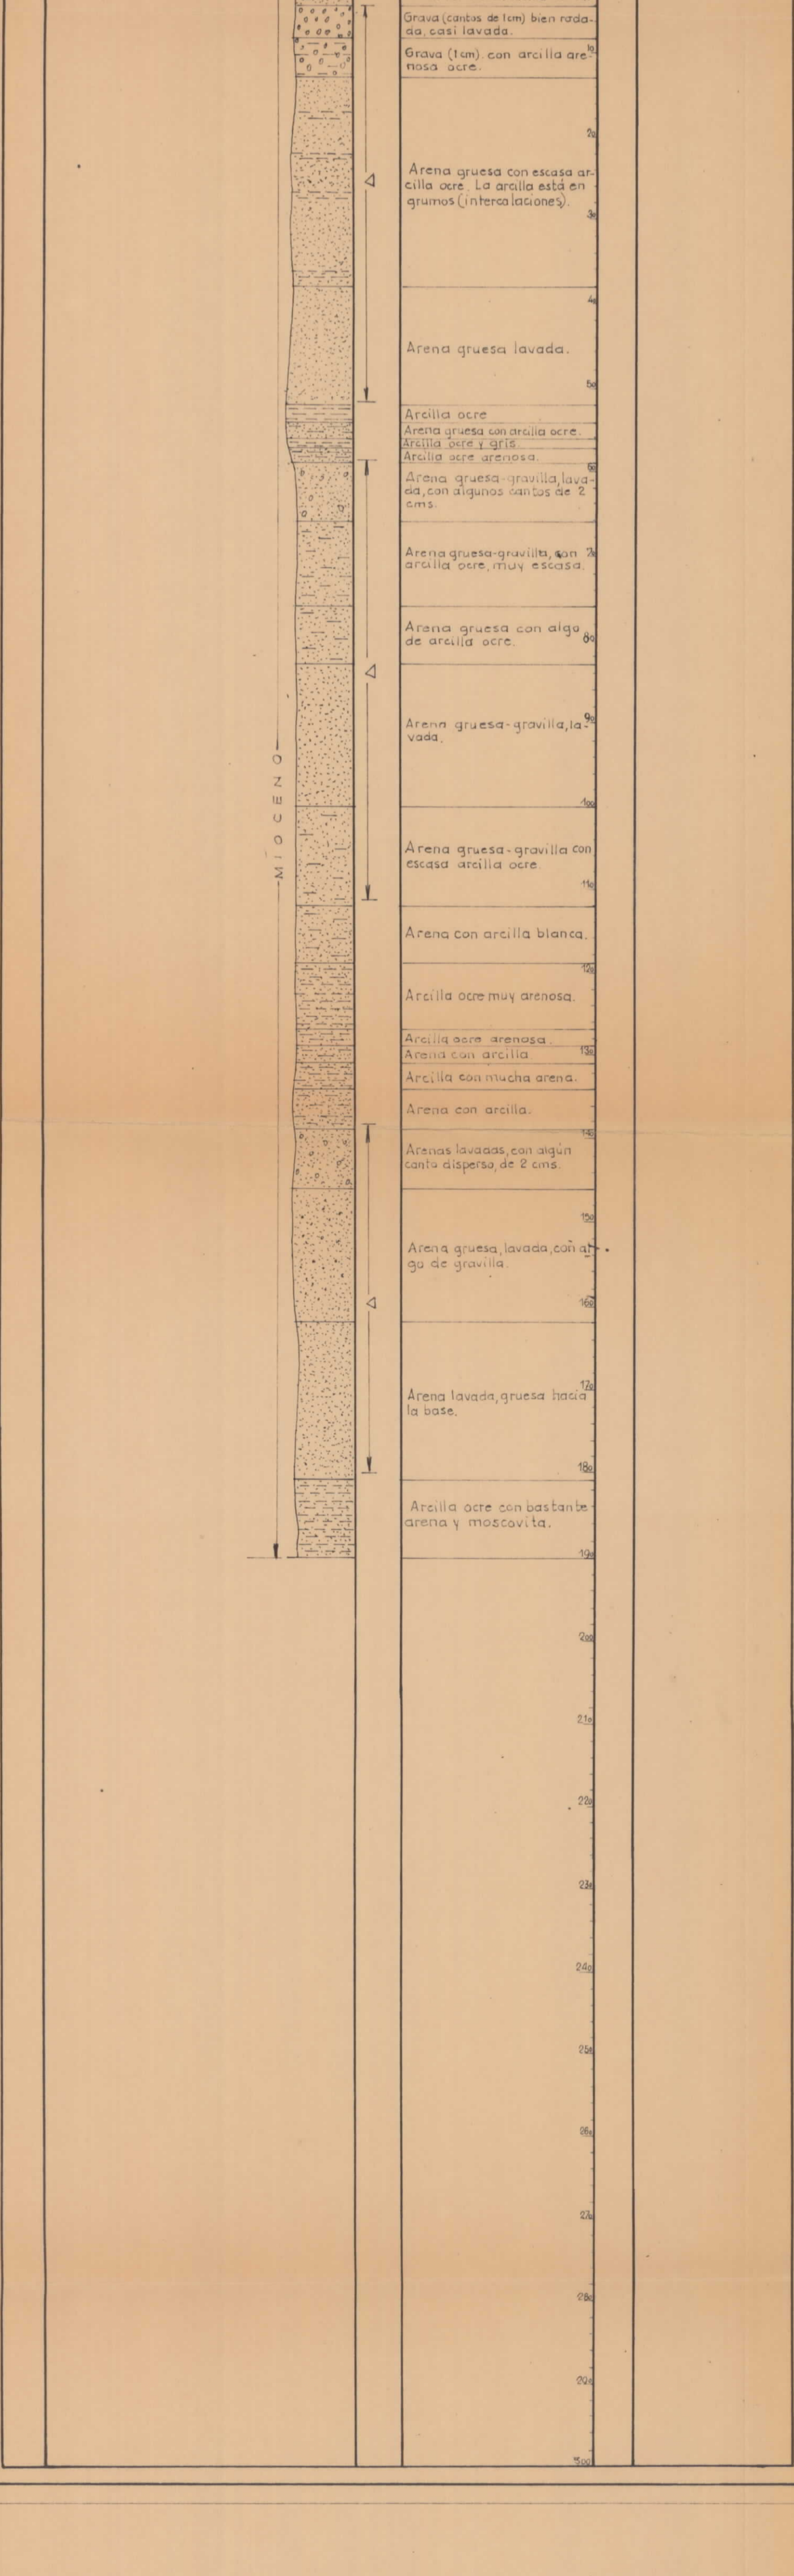 Grava (cantos de 1cm) bien roda-
da, casi lavada.
10
Grava (1 cm) con arcilla are-
nosa ocre.
20
Arena gruesa con escasa ar-
cilla ocre. La arcilla está en
grumos (intercalaciones).
30
40
Arena gruesa lavada.
50
Arcilla ocre
Arena gruesa con arcilla ocre.
Arcilla ocre y gris
Arcilla ocre arenosa.
60
Arena gruesa-gravilla, lava-
da, con algunos cantos de 2
cms.
Arena gruesa-gravilla, con 70
arcilla ocre, muy escasa.
Arena gruesa con algo
de arcilla ocre. 80
90
Arena gruesa-gravilla, la-
vada.
MIOCENO
100
Arena gruesa-gravilla con
escasa arcilla ocre.
110
Arena con arcilla blanca.
120
Arcilla ocre muy arenosa.
Arcilla ocre arenosa.
Arena con arcilla 130
Arcilla con mucha arena.
Arena con arcilla.
140
Arenas lavadas, con algún
canto disperso, de 2 cms.
150
Arena gruesa, lavada, con al-
go de gravilla.
160
170
Arena lavada, gruesa hacia
la base.
180
Arcilla ocre con bastante
arena y moscovita.
190
200
210
220
230
240
250
260
270
280
290
300